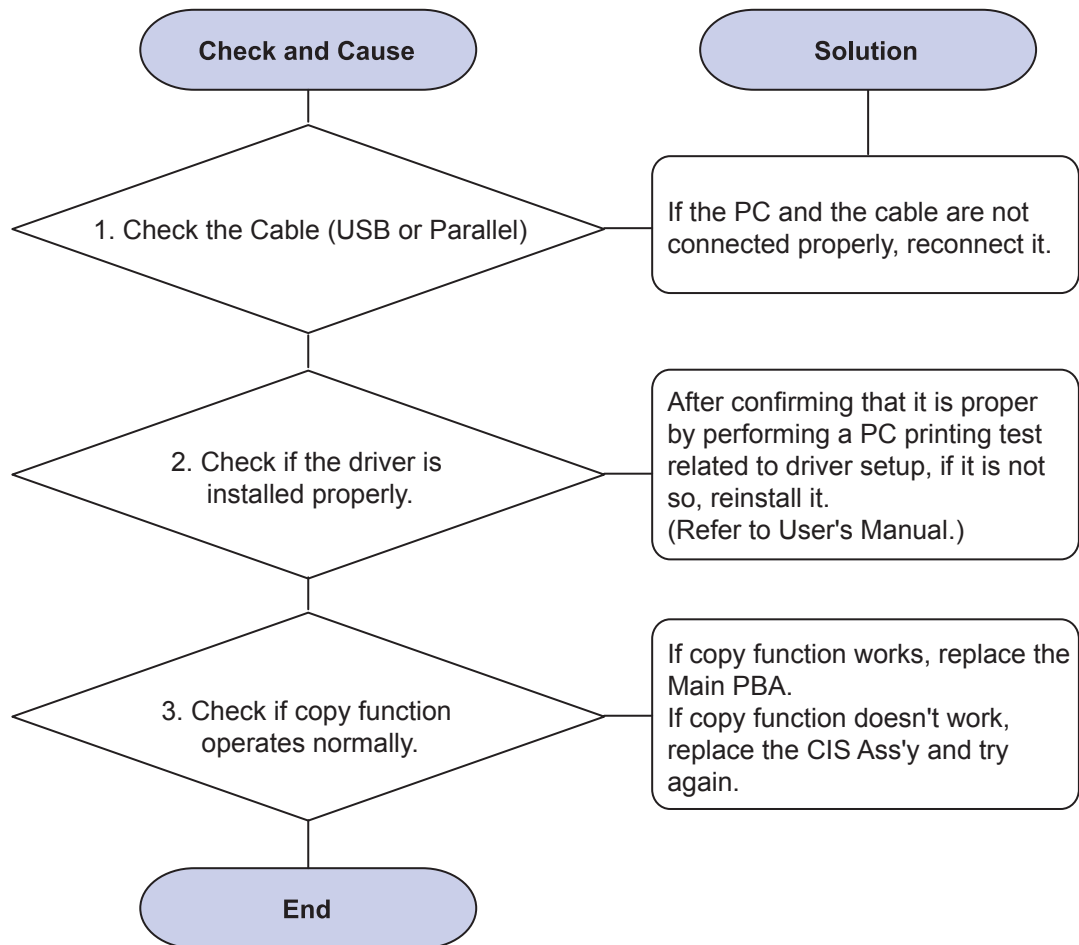 Check and Cause
Solution
1. Check the Cable (USB or Parallel)
If the PC and the cable are not
connected properly, reconnect it.
2. Check if the driver is
installed properly.
After confirming that it is proper
by performing a PC printing test
related to driver setup, if it is not
so, reinstall it.
(Refer to User's Manual.)
3. Check if copy function
operates normally.
If copy function works, replace the
Main PBA.
If copy function doesn't work,
replace the CIS Ass'y and try
again.
End